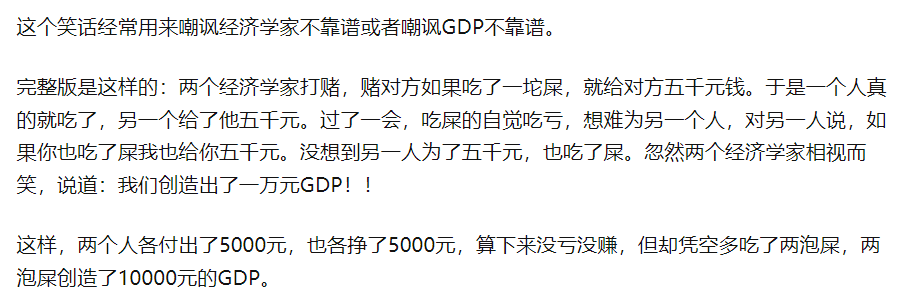 这个笑话经常用来嘲讽经济学家不靠谱或者嘲讽GDP不靠谱。
完整版是这样的：两个经济学家打赌，赌对方如果吃了一坨屎，就给对方五千元钱。于是一个人真
的就吃了，另一个给了他五千元。过了一会，吃屎的自觉吃亏，想难为另一个人，对另一人说，如
果你也吃了屎我也给你五千元。没想到另一人为了五千元，也吃了屎。忽然两个经济学家相视而
笑，说道：我们创造出了一万元GDP！！
这样，两个人各付出了5000元，也各挣了5000元，算下来没亏没赚，但却凭空多吃了两泡屎，两
泡屎创造了10000元的GDP。